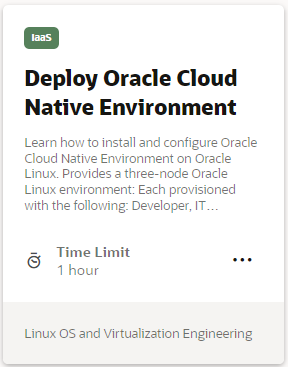 IaaS
Deploy Oracle Cloud
Native Environment
Learn how to install and configure Oracle
Cloud Native Environment on Oracle
Linux. Provides a three-node Oracle
Linux environment: Each provisioned
with the following: Developer, IT…
Time Limit
1 hour
Linux OS and Virtualization Engineering